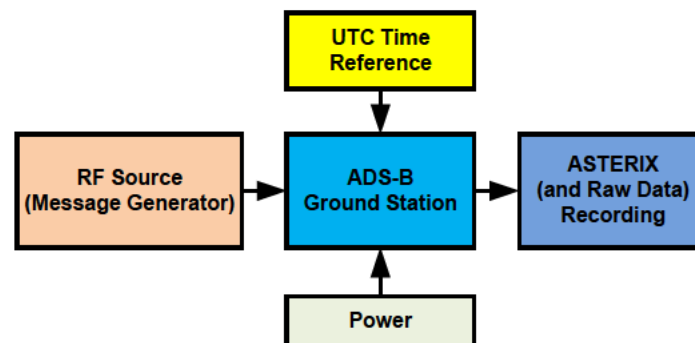 UTC Time
Reference
RF Source
(Message Generator)
ADS-B
Ground Station
ASTERIX
(and Raw Data)
Recording
Power